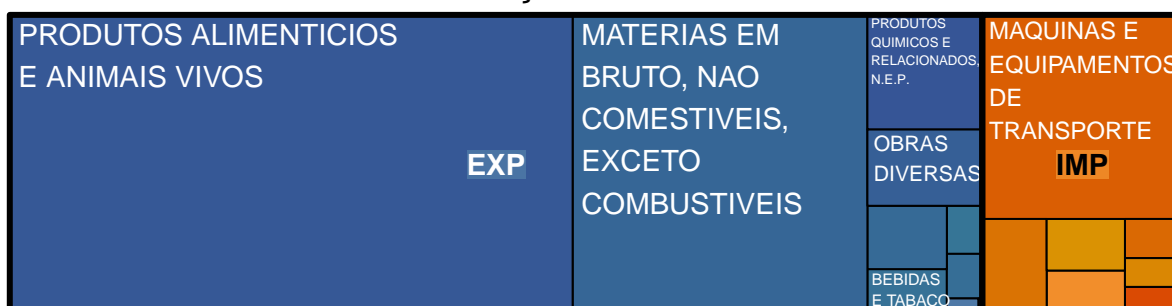 PRODUTOS ALIMENTICIOS
E ANIMAIS VIVOS
EXP
MATERIAS EM
BRUTO, NAO
COMESTIVEIS,
EXCETO
COMBUSTIVEIS
PRODUTOS
QUIMICOS E
RELACIONADOS,
N.E.P.
OBRAS
DIVERSAS
BEBIDAS
E TABACO
MAQUINAS E
EQUIPAMENTOS
DE
TRANSPORTE
IMP